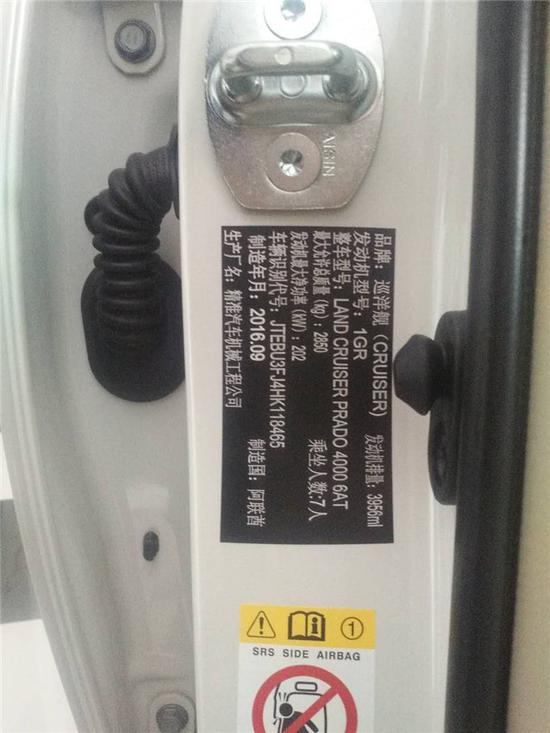 AISIN
品牌：巡洋舰（CRUISER）
发动机型号：1GR 发动机排量：3956ml
整车型号：LAND CRUISER PRADO 4000 6AT
最大允许总质量（Kg）：2850 乘坐人数：7人
发动机最大净功率（KW）：202
车辆识别代号：JTEBU3FJ4HK118465
制造年月：2016.09 制造国：阿联酋
生产厂名：精准汽车机械工程公司
1
SRS SIDE AIRBAG